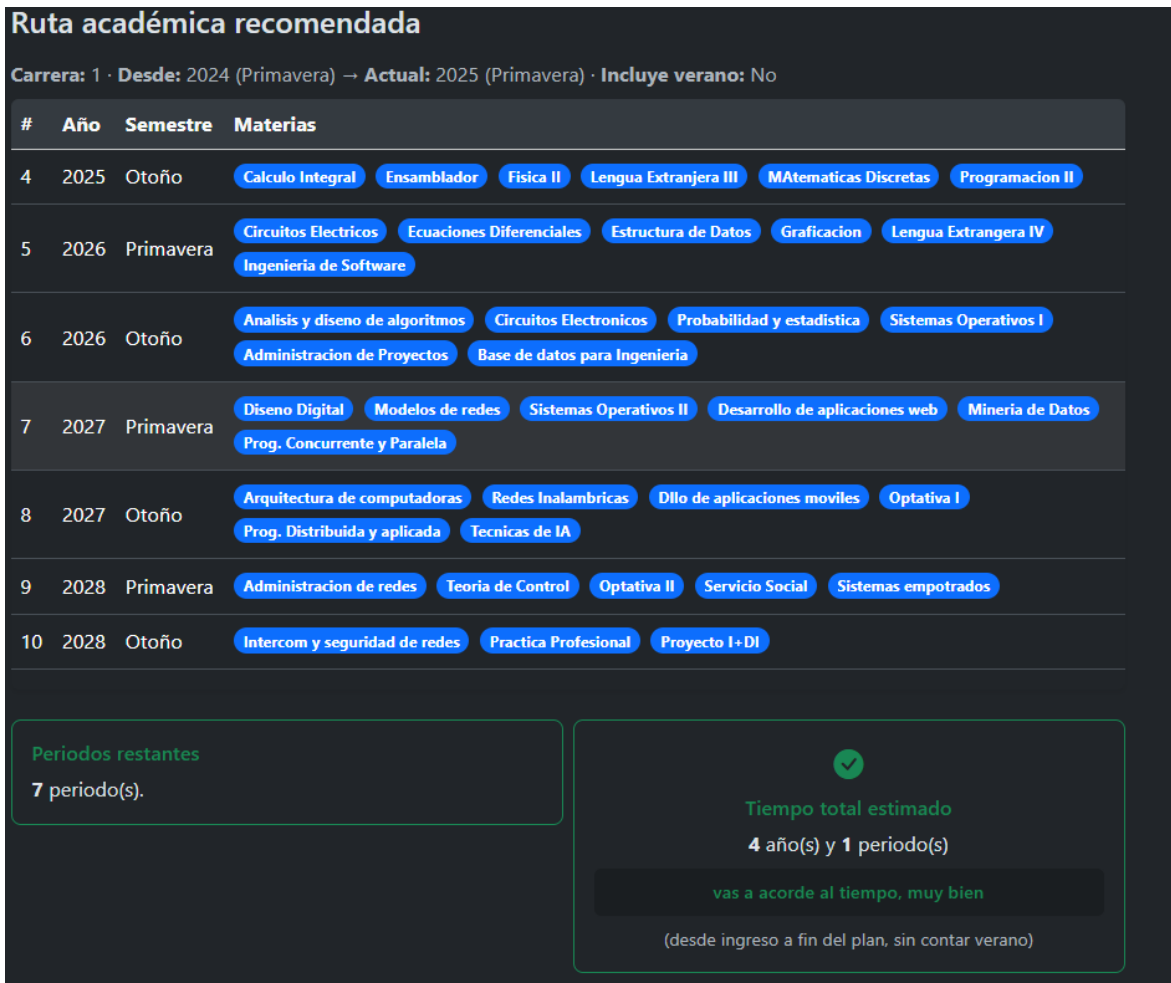 Ruta académica recomendada
Carrera: 1 · Desde: 2024 (Primavera) → Actual: 2025 (Primavera) · Incluye verano: No
# Año Semestre Materias
4 2025 Otoño Calculo Integral Ensamblador Fisica II Lengua Extranjera III MAtematicas Discretas Programacion II
5 2026 Primavera Circuitos Electricos Ecuaciones Diferenciales Estructura de Datos Graficacion Lengua Extrangera IV
Ingenieria de Software
6 2026 Otoño Analisis y diseno de algoritmos Circuitos Electronicos Probabilidad y estadistica Sistemas Operativos I
Administracion de Proyectos Base de datos para Ingenieria
7 2027 Primavera Diseno Digital Modelos de redes Sistemas Operativos II Desarrollo de aplicaciones web Mineria de Datos
Prog. Concurrente y Paralela
8 2027 Otoño Arquitectura de computadoras Redes Inalambricas Dllo de aplicaciones moviles Optativa I
Prog. Distribuida y aplicada Tecnicas de IA
9 2028 Primavera Administracion de redes Teoria de Control Optativa II Servicio Social Sistemas empotrados
10 2028 Otoño Intercom y seguridad de redes Practica Profesional Proyecto I+DI
Periodos restantes
7 periodo(s).
Tiempo total estimado
4 año(s) y 1 periodo(s)
vas a acorde al tiempo, muy bien
(desde ingreso a fin del plan, sin contar verano)